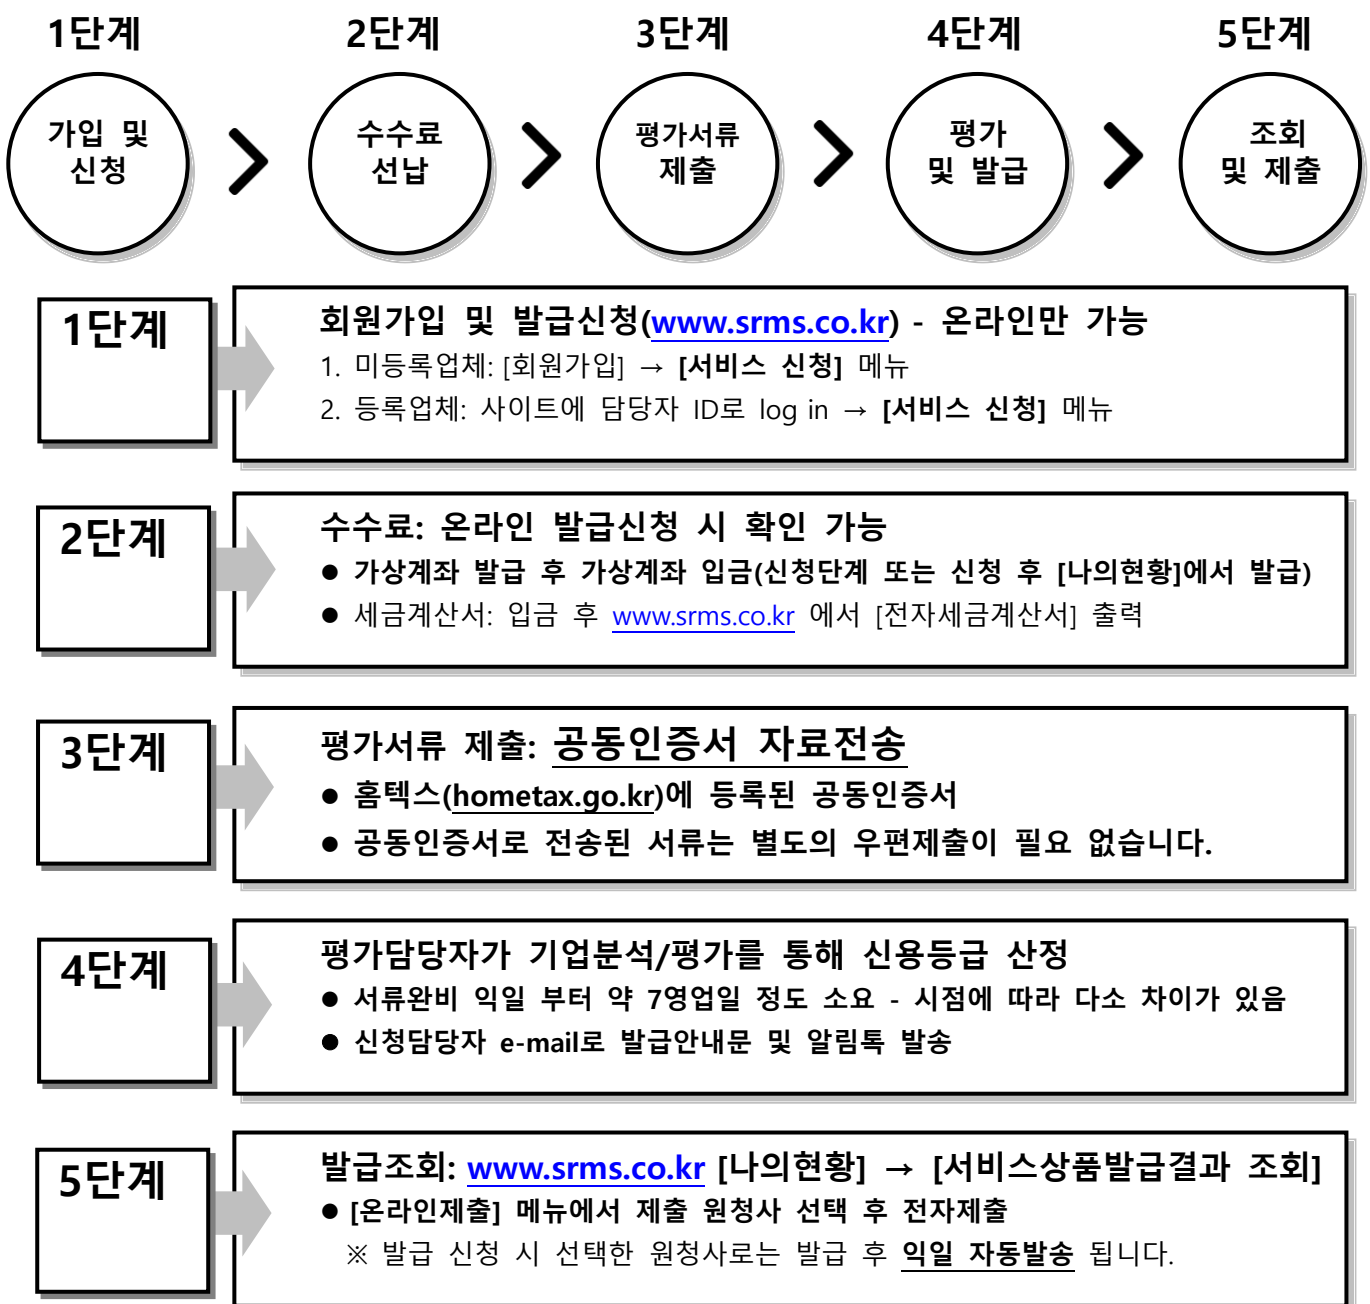 1단계 2단계 3단계 4단계 5단계
가입 및
신청
수수료
선납
평가서류
제출
평가
및 발급
조회
및 제출
1단계
회원가입 및 발급신청(www.srms.co.kr) - 온라인만 가능
1. 미등록업체: [회원가입] → [서비스 신청] 메뉴
2. 등록업체: 사이트에 담당자 ID로 log in → [서비스 신청] 메뉴
2단계
수수료: 온라인 발급신청 시 확인 가능
● 가상계좌 발급 후 가상계좌 입금(신청단계 또는 신청 후 [나의현황]에서 발급)
● 세금계산서: 입금 후 www.srms.co.kr 에서 [전자세금계산서] 출력
3단계
평가서류 제출: 공동인증서 자료전송
● 홈텍스(hometax.go.kr)에 등록된 공동인증서
● 공동인증서로 전송된 서류는 별도의 우편제출이 필요 없습니다.
4단계
평가담당자가 기업분석/평가를 통해 신용등급 산정
● 서류완비 익일 부터 약 7영업일 정도 소요 - 시점에 따라 다소 차이가 있음
● 신청담당자 e-mail로 발급안내문 및 알림톡 발송
5단계
발급조회: www.srms.co.kr [나의현황] → [서비스상품발급결과 조회]
● [온라인제출] 메뉴에서 제출 원청사 선택 후 전자제출
※ 발급 신청 시 선택한 원청사로는 발급 후 익일 자동발송 됩니다.